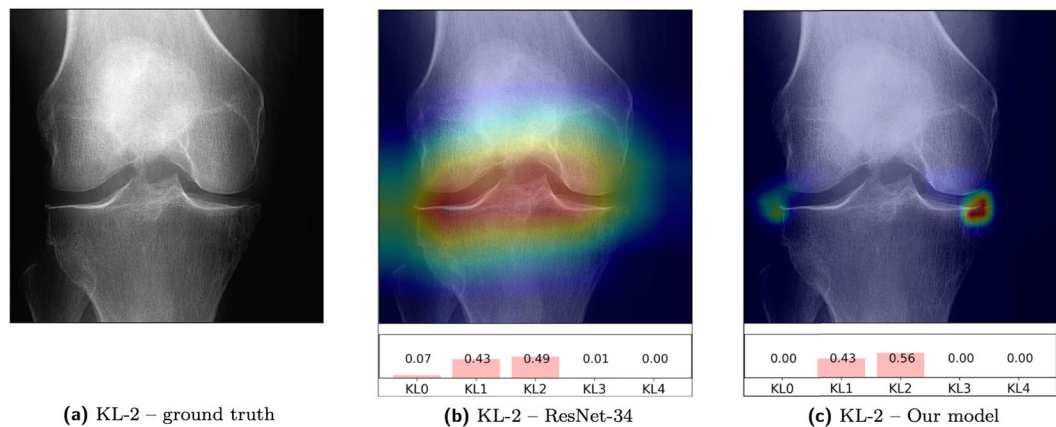 0.07 0.43 0.49 0.01 0.00
KL0 KL1 KL2 KL3 KL4
0.00 0.43 0.56 0.00 0.00
KL0 KL1 KL2 KL3 KL4
(a) KL-2 – ground truth
(b) KL-2 – ResNet-34
(c) KL-2 – Our model